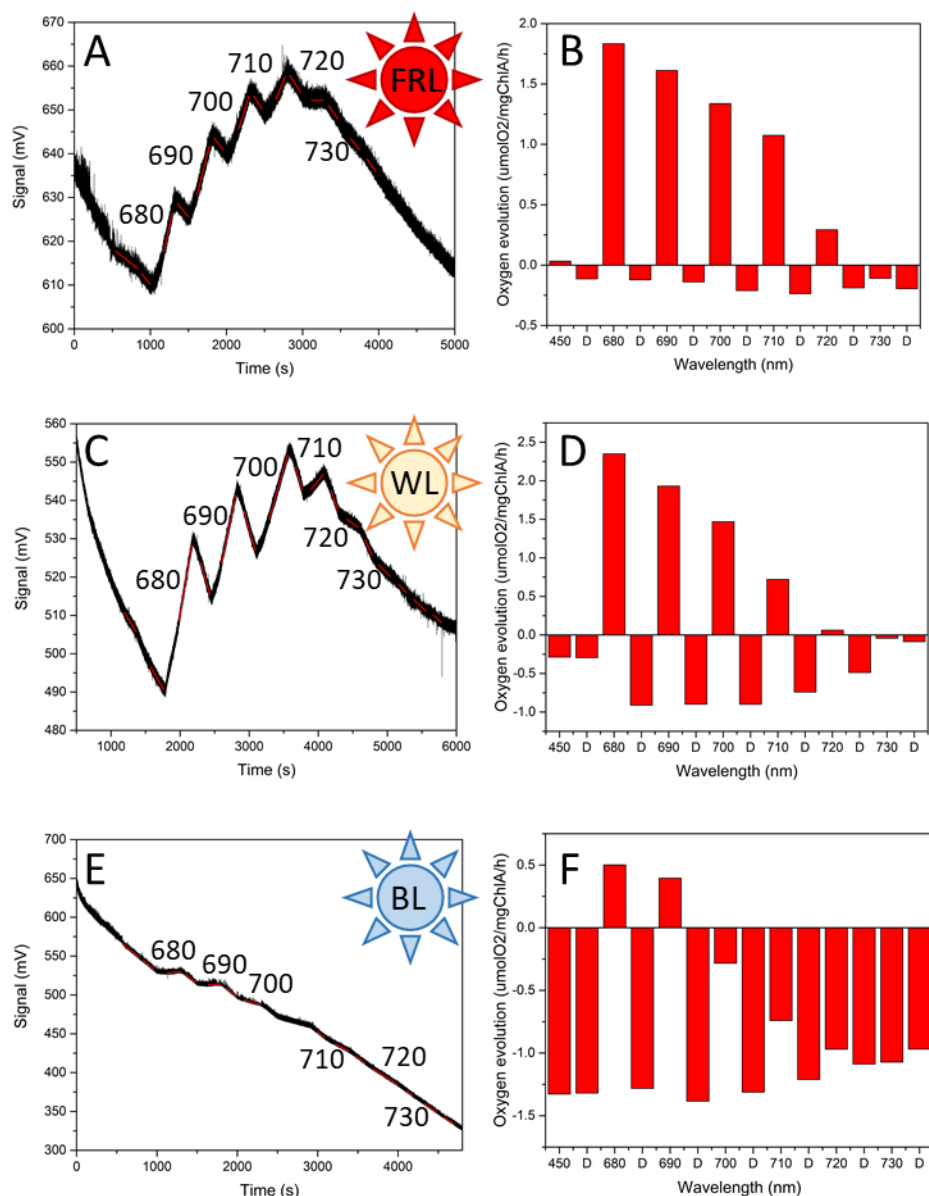 A
FRL
680
690
700
710
720
730
Signal (mV)
670
660
650
640
630
620
610
600
0 1000 2000 3000 4000 5000
Time (s)
B
Oxygen evolution (umolO2/mgChlA/h)
2.0
1.5
1.0
0.5
0.0
-0.5
450 D 680 D 690 D 700 D 710 D 720 D 730 D
Wavelength (nm)
C
WL
680
690
700
710
720
730
Signal (mV)
560
550
540
530
520
510
500
490
480
1000 2000 3000 4000 5000 6000
Time (s)
D
Oxygen evolution (umolO2/mgChlA/h)
2.5
2.0
1.5
1.0
0.5
0.0
-0.5
-1.0
450 D 680 D 690 D 700 D 710 D 720 D 730 D
Wavelength (nm)
E
BL
680
690
700
710
720
730
Signal (mV)
700
650
600
550
500
450
400
350
300
0 1000 2000 3000 4000
Time (s)
F
Oxygen evolution (umolO2/mgChlA/h)
0.5
0.0
-0.5
-1.0
-1.5
450 D 680 D 690 D 700 D 710 D 720 D 730 D
Wavelength (nm)